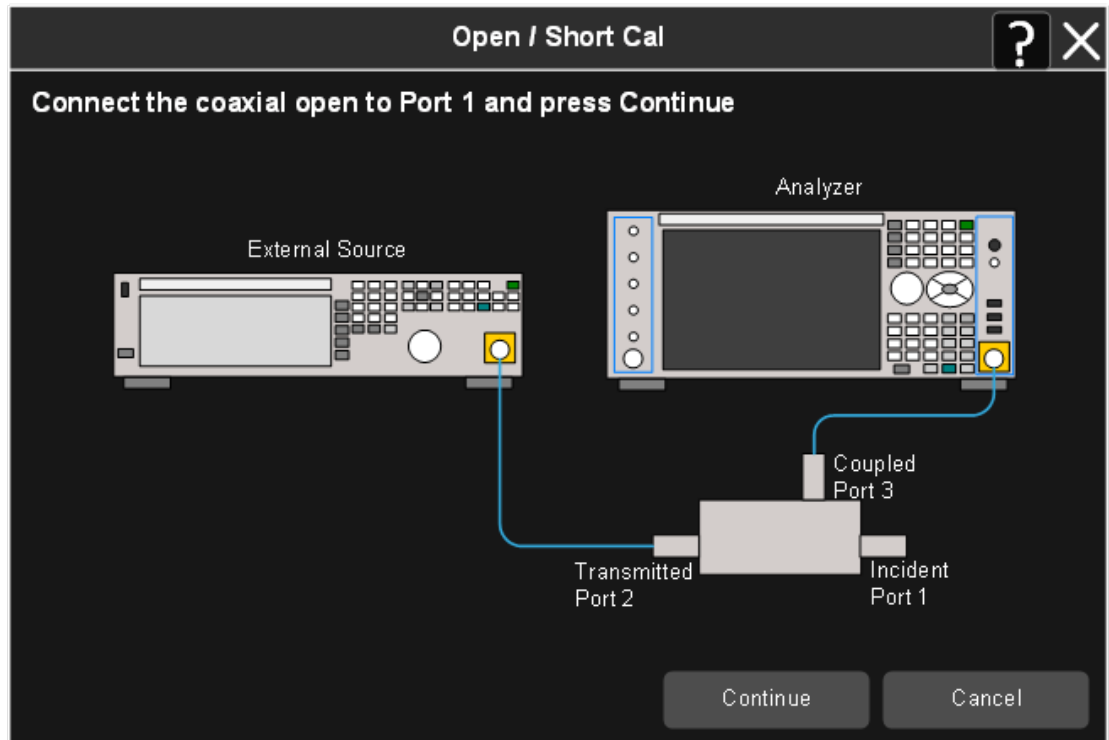 Open / Short Cal
?
Connect the coaxial open to Port 1 and press Continue
Analyzer
External Source
Coupled
Port 3
Transmitted
Port 2
Incident
Port 1
Continue
Cancel